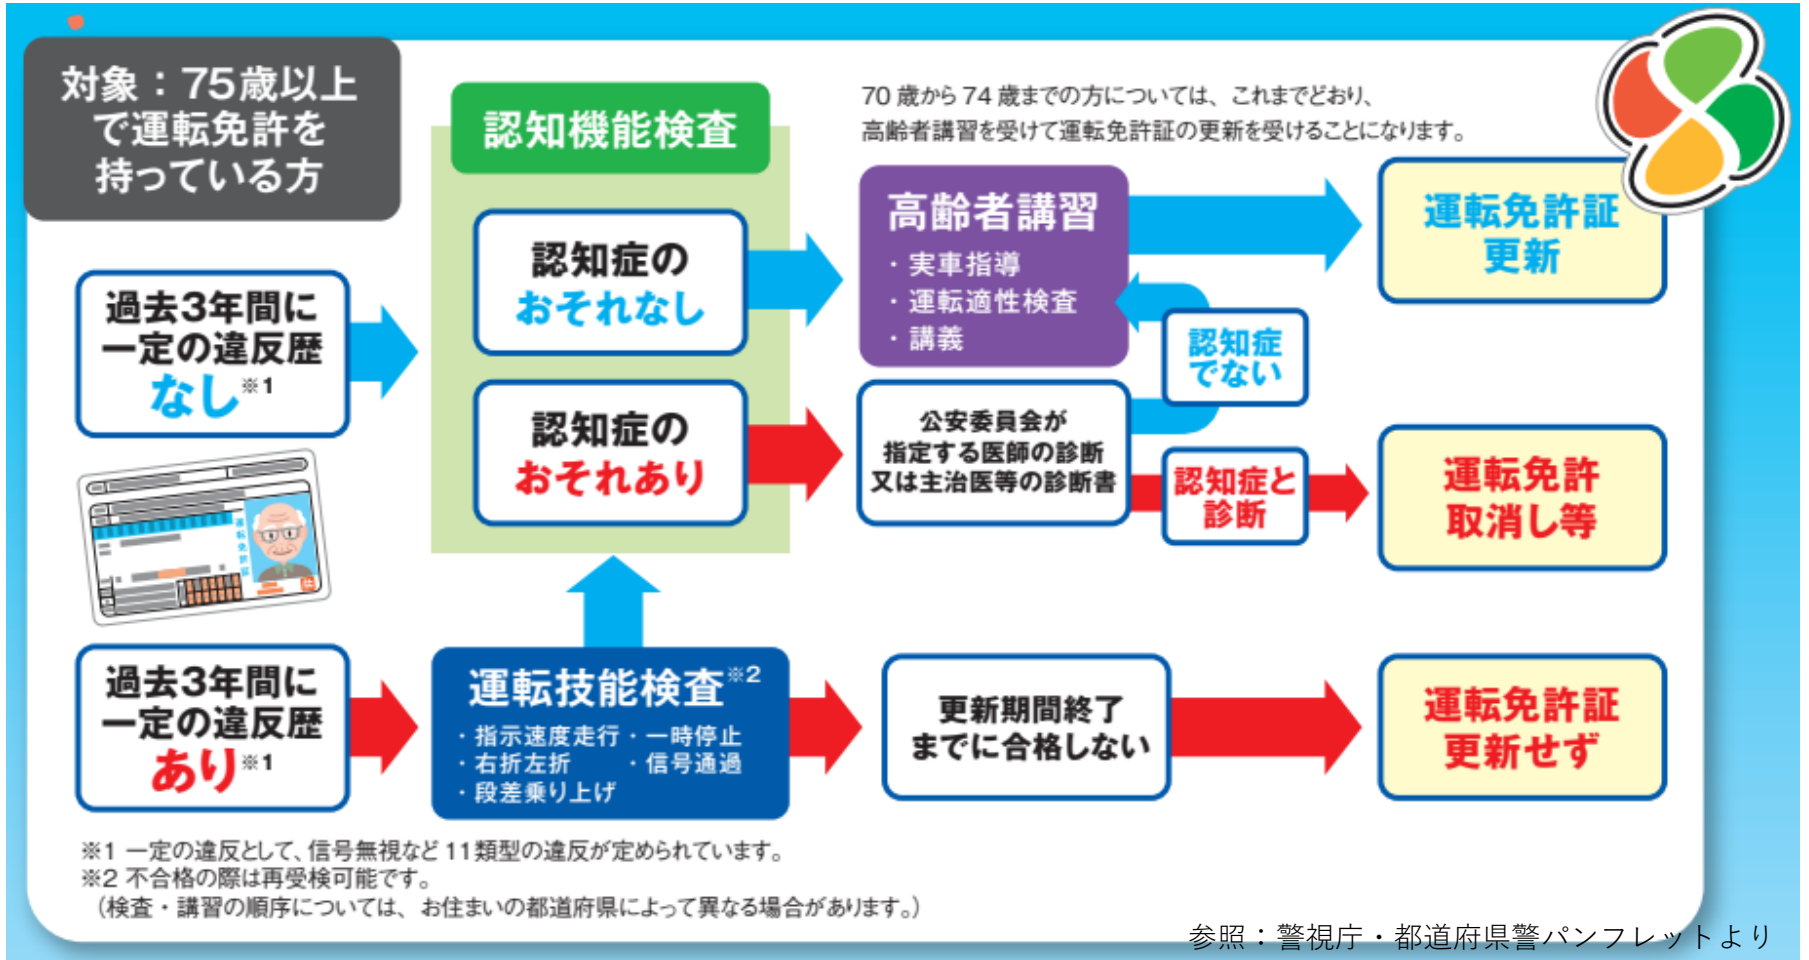 対象：75歳以上
で運転免許を
持っている方
認知機能検査
70 歳から 74 歳までの方については、これまでどおり、
高齢者講習を受けて運転免許証の更新を受けることになります。
過去3年間に
一定の違反歴
なし※1
認知症の
おそれなし
認知症の
おそれあり
高齢者講習
・実車指導
・運転適性検査
・講義
認知症
でない
運転免許証
更新
公安委員会が
指定する医師の診断
又は主治医等の診断書
認知症と
診断
運転免許
取消し等
運転免許証
過去3年間に
一定の違反歴
あり※1
運転技能検査※2
・指示速度走行 ・一時停止
・右折左折 ・信号通過
・段差乗り上げ
更新期間終了
までに合格しない
運転免許証
更新せず
※1 一定の違反として、信号無視など 11類型の違反が定められています。
※2 不合格の際は再受検可能です。
（検査・講習の順序については、お住まいの都道府県によって異なる場合があります。）
参照：警視庁・都道府県警パンフレットより